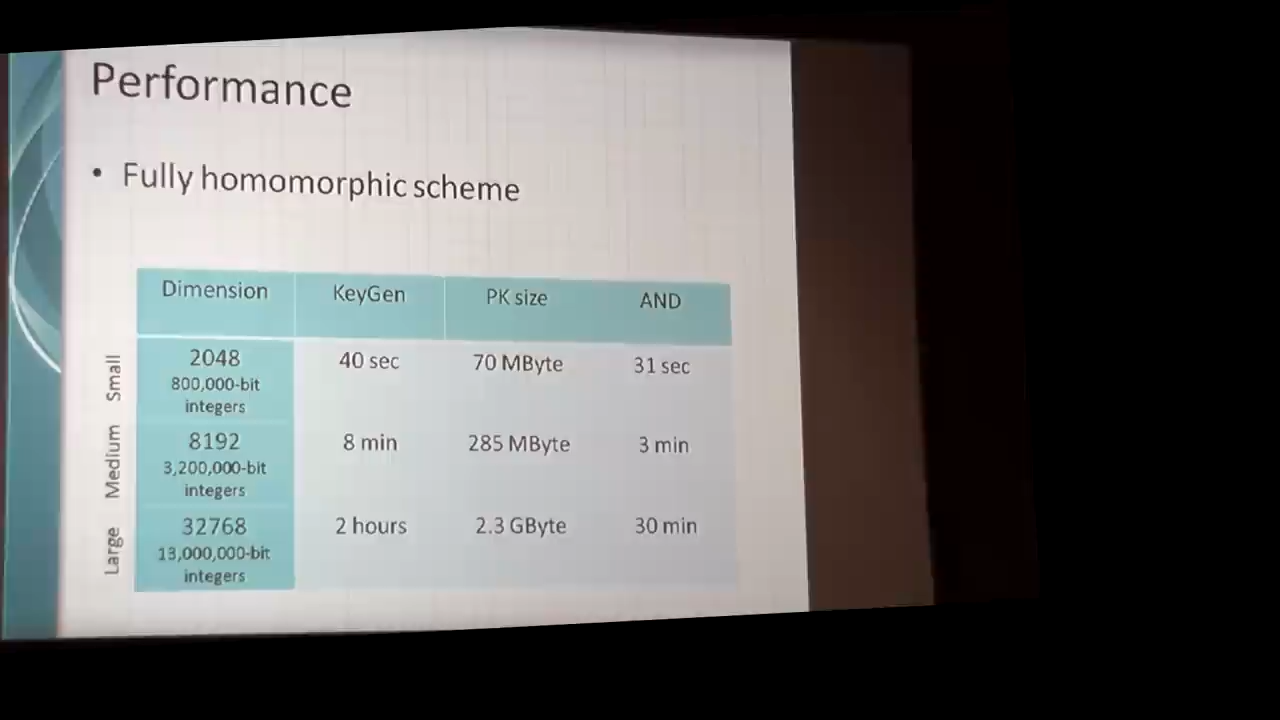 Performance
• Fully homomorphic scheme
Dimension KeyGen PK size AND
Small
2048 40 sec 70 MByte 31 sec
800,000-bit
integers
Medium
8192 8 min 285 MByte 3 min
3,200,000-bit
integers
Large
32768 2 hours 2.3 GByte 30 min
13,000,000-bit
integers